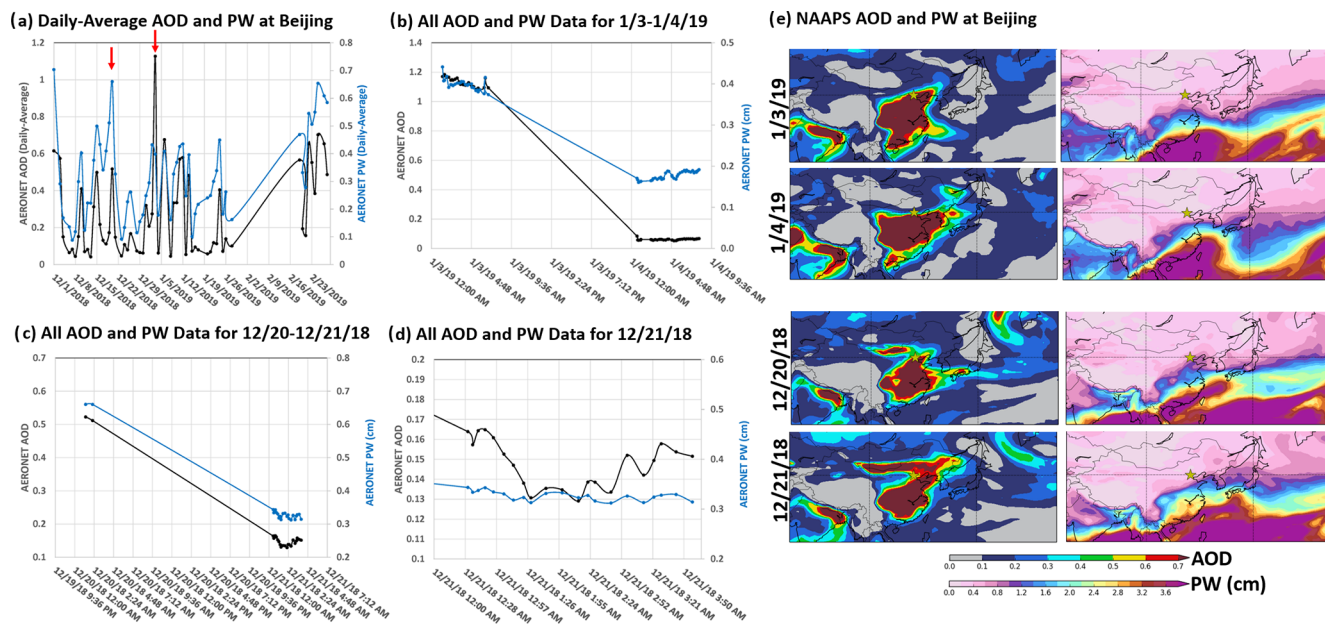 (a) Daily-Average AOD and PW at Beijing
AERONET AOD (Daily-Average)
1.2
1
0.8
0.6
0.4
0.2
0
0.8
0.7
0.6
0.5
0.4
0.3
0.2
0.1
0
AERONET PW (Daily-Average)
12/1/2018
12/8/2018
12/15/2018
12/22/2018
12/29/2018
1/5/2019
1/12/2019
1/19/2019
1/26/2019
2/2/2019
2/9/2019
2/16/2019
2/23/2019
(b) All AOD and PW Data for 1/3-1/4/19
AERONET AOD
1.4
1.2
1
0.8
0.6
0.4
0.2
0
0.5
0.4
0.3
0.2
0.1
0.0
AERONET PW (cm)
1/3/19 12:00 AM
1/3/19 4:48 AM
1/3/19 9:36 AM
1/3/19 2:24 PM
1/3/19 7:12 PM
1/4/19 12:00 AM
1/4/19 4:48 AM
1/4/19 9:36 AM
(c) All AOD and PW Data for 12/20-12/21/18
AERONET AOD
0.7
0.6
0.5
0.4
0.3
0.2
0.1
0.8
0.7
0.6
0.5
0.4
0.3
0.2
AERONET PW (cm)
12/19/18 9:36 PM
12/20/18 12:00 AM
12/20/18 2:24 AM
12/20/18 4:48 AM
12/20/18 7:12 AM
12/20/18 9:36 AM
12/20/18 12:00 PM
12/20/18 2:24 PM
12/20/18 4:48 PM
12/20/18 7:12 PM
12/20/18 9:36 PM
12/21/18 12:00 AM
12/21/18 2:24 AM
12/21/18 4:48 AM
12/21/18 7:12 AM
(d) All AOD and PW Data for 12/21/18
AERONET AOD
0.2
0.19
0.18
0.17
0.16
0.15
0.14
0.13
0.12
0.11
0.1
0.6
0.5
0.4
0.3
0.2
AERONET PW (cm)
12/21/18 12:00 AM
12/21/18 12:28 AM
12/21/18 12:57 AM
12/21/18 1:26 AM
12/21/18 1:55 AM
12/21/18 2:24 AM
12/21/18 2:52 AM
12/21/18 3:21 AM
12/21/18 3:50 AM
(e) NAAPS AOD and PW at Beijing
1/3/19
1/4/19
12/20/18
12/21/18
0.0 0.1 0.2 0.3 0.4 0.5 0.6 0.7
AOD
0.0 0.4 0.8 1.2 1.6 2.0 2.4 2.8 3.2 3.6
PW (cm)